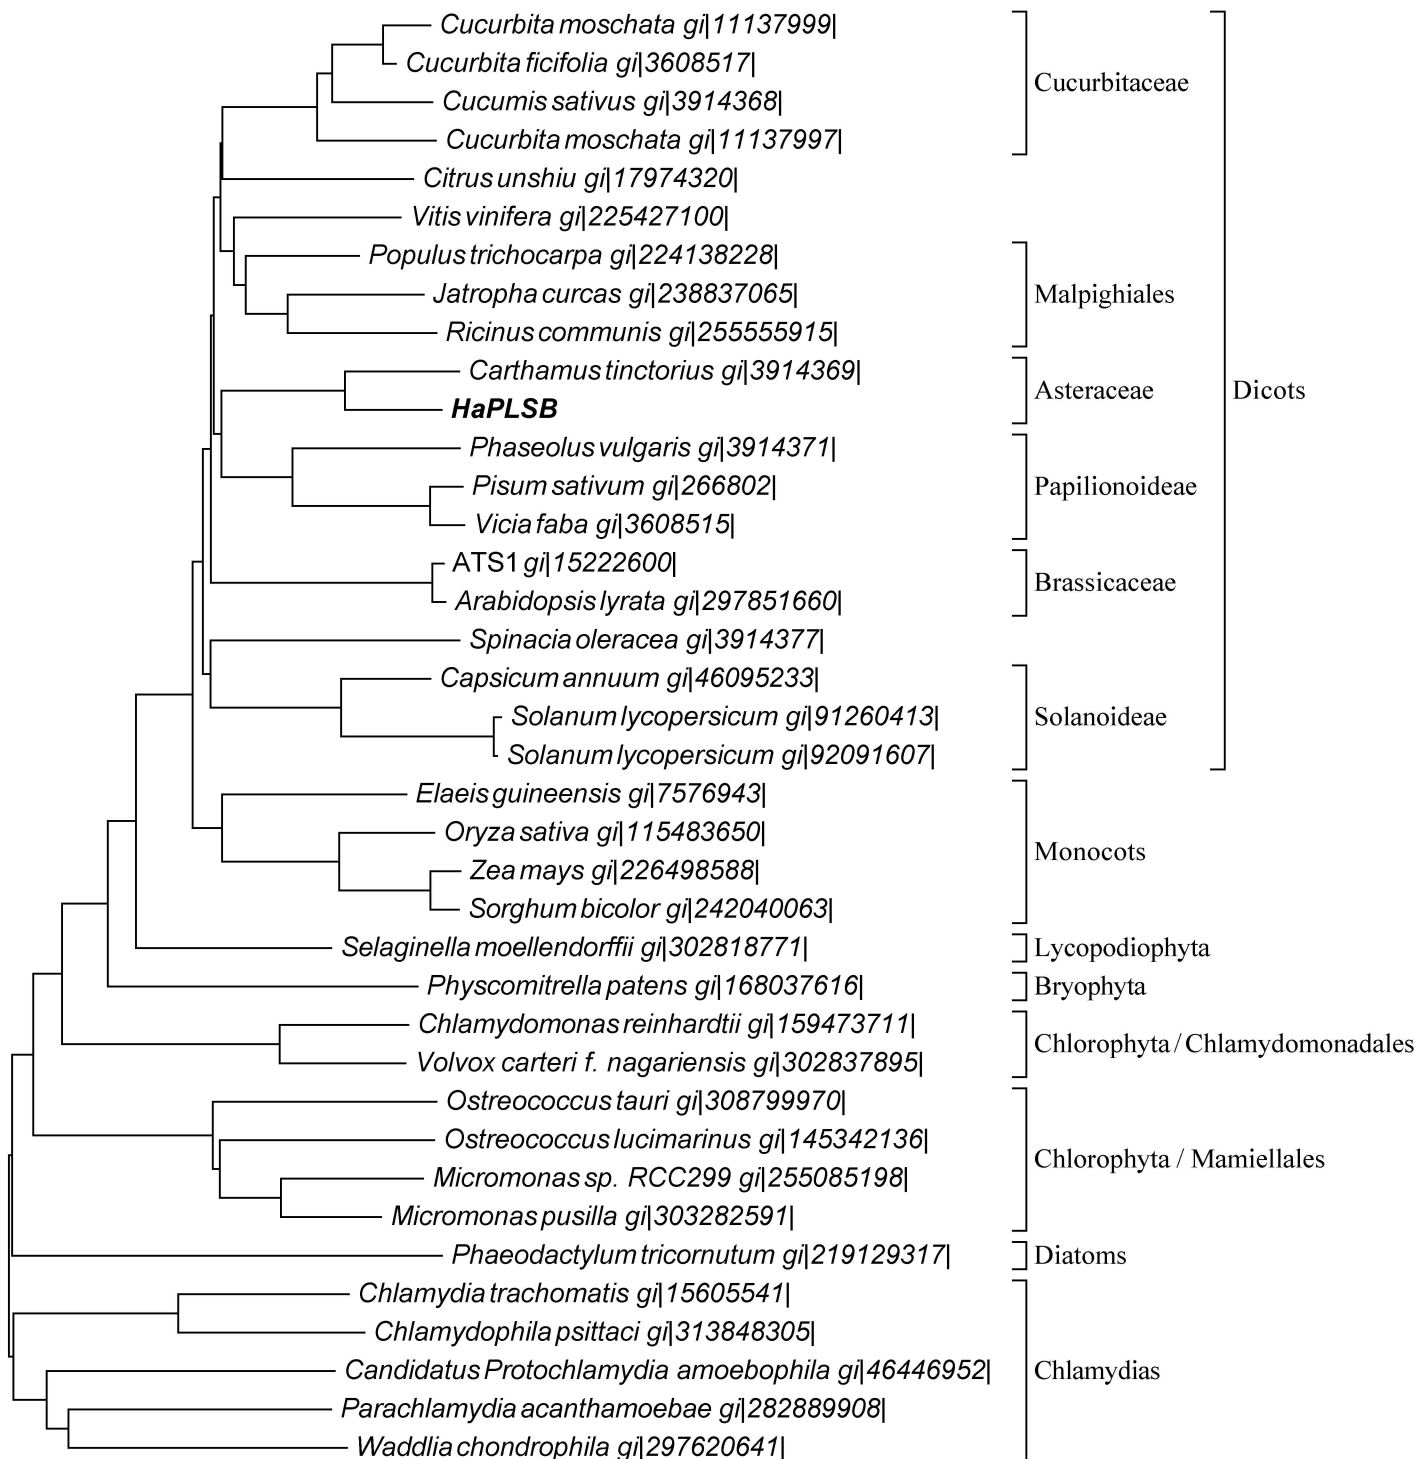 Cucurbita moschata gi|11137999|
Cucurbita ficifolia gi|3608517|
Cucurbitaceae
Cucumis sativus gi|3914368|
Cucurbita moschata gi|11137997|
Citrus unshiu gi|17974320|
Vitis vinifera gi|225427100|
Populus trichocarpa gi|224138228|
Jatropha curcas gi|238837065|
Malpighiales
Ricinus communis gi|255555915|
Carthamus tinctorius gi|3914369|
Asteraceae
Dicots
HaPLSB
Phaseolus vulgaris gi|3914371|
Pisum sativum gi|266802|
Papilionoideae
Vicia faba gi|3608515|
ATS1 gi|15222600|
Brassicaceae
Arabidopsis lyrata gi|297851660|
Spinacia oleracea gi|3914377|
Capsicum annuum gi|46095233|
Solanum lycopersicum gi|91260413|
Solanoideae
Solanum lycopersicum gi|92091607|
Elaeis guineensis gi|7576943|
Oryza sativa gi|115483650|
Monocots
Zea mays gi|226498588|
Sorghum bicolor gi|242040063|
Selaginella moellendorffii gi|302818771|
Lycopodiophyta
Physcomitrella patens gi|168037616|
Bryophyta
Chlamydomonas reinhardtii gi|159473711|
Chlorophyta / Chlamydomonadales
Volvox carteri f. nagariensis gi|302837895|
Ostreococcus tauri gi|308799970|
Ostreococcus lucimarinus gi|145342136|
Chlorophyta / Mamiellales
Micromonas sp. RCC299 gi|255085198|
Micromonas pusilla gi|303282591|
Phaeodactylum tricornutum gi|219129317|
Diatoms
Chlamydia trachomatis gi|15605541|
Chlamydophila psittaci gi|313848305|
Candidatus Protochlamydia amoebophila gi|46446952|
Chlamydias
Parachlamydia acanthamoebae gi|282889908|
Waddlia chondrophila gi|297620641|